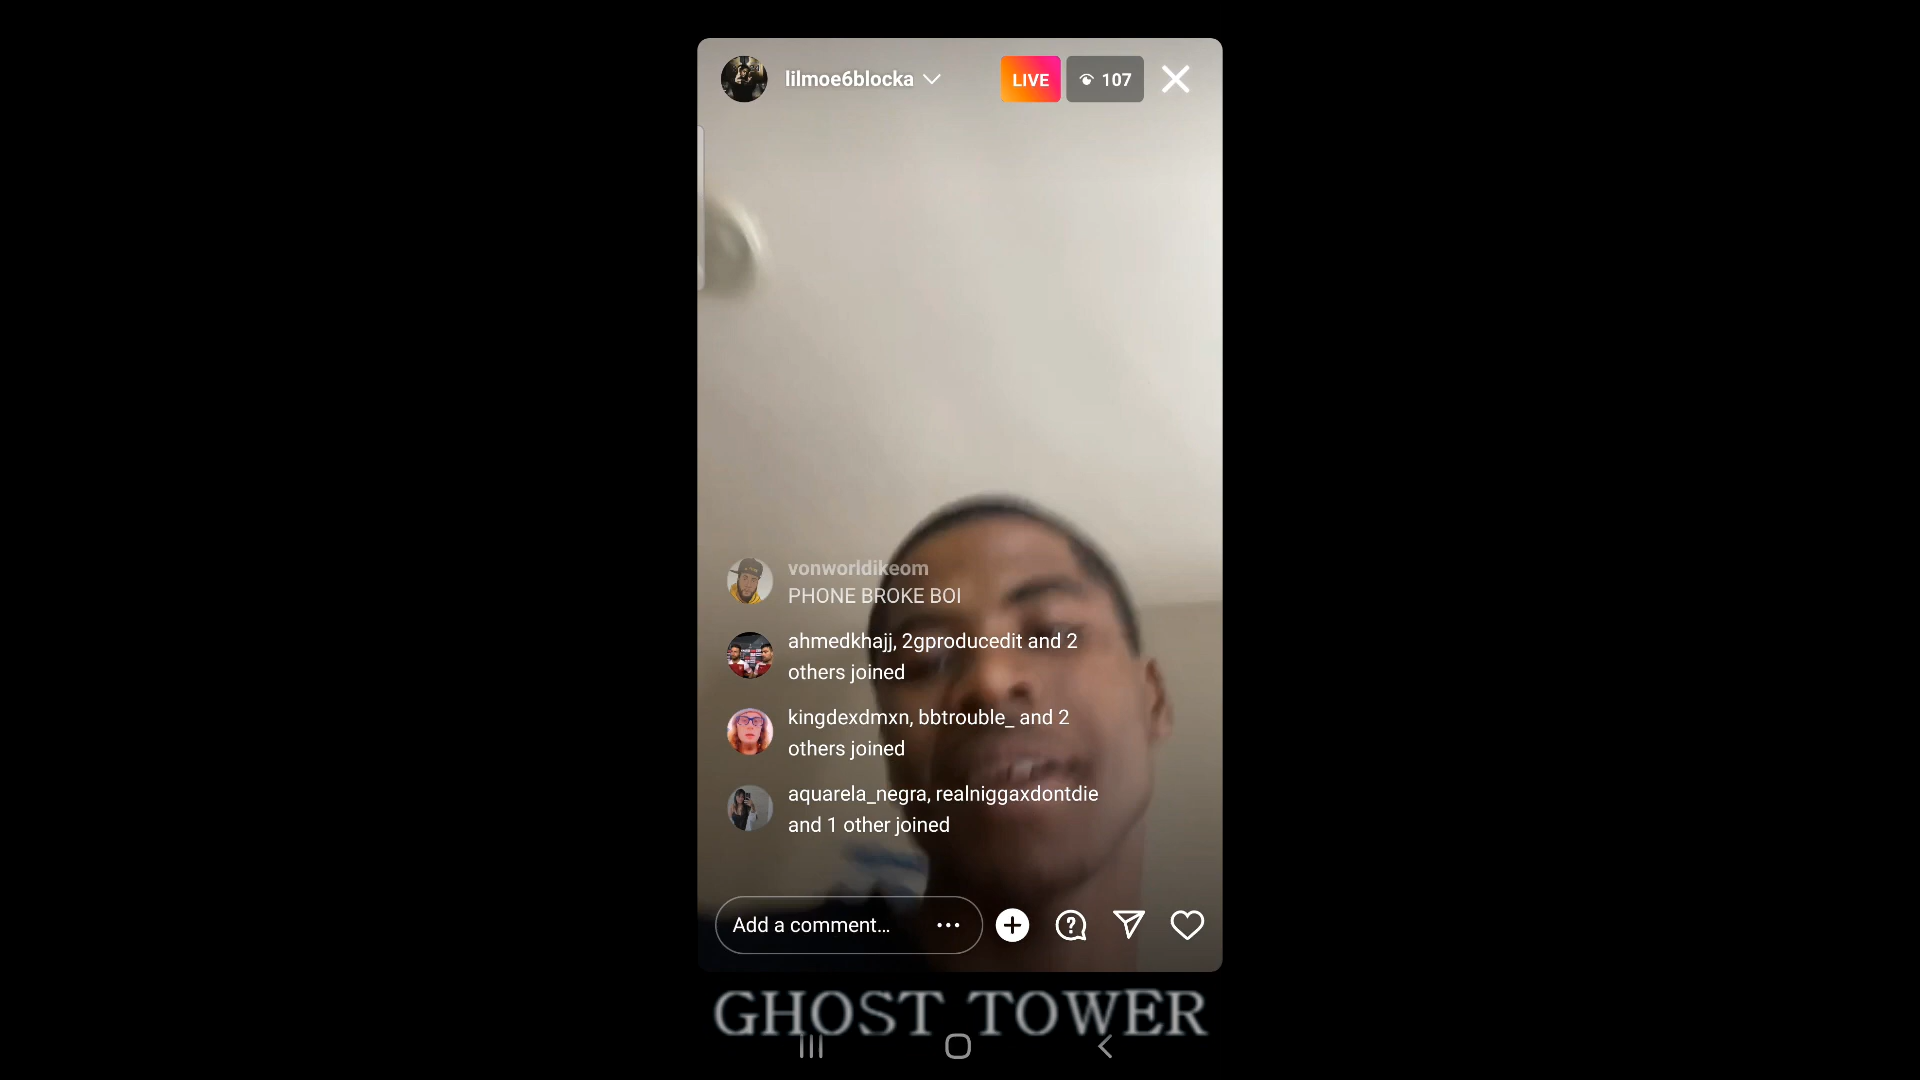 lilmoe6blocka
LIVE
107
vonworldikeom
PHONE BROKE BOI
ahmedkhajj, 2gproducedit and 2
others joined
kingdexdmxn, bbtrouble_ and 2
others joined
aquarela_negra, realniggaxdontdie
and 1 other joined
Add a comment...
GHOST TOWER